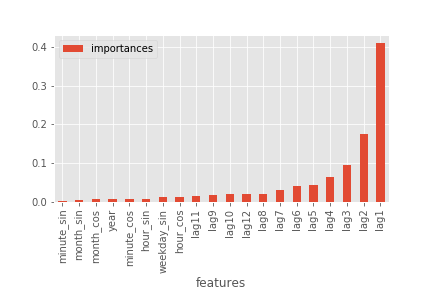 importances
0.4
0.3
0.2
0.1
0.0
minute_sin
month_sin
month_cos
year
minute_cos
hour_sin
weekday_sin
hour_cos
lag11
lag9
lag10
lag12
lag8
lag7
lag6
lag5
lag4
lag3
lag2
lag1
features